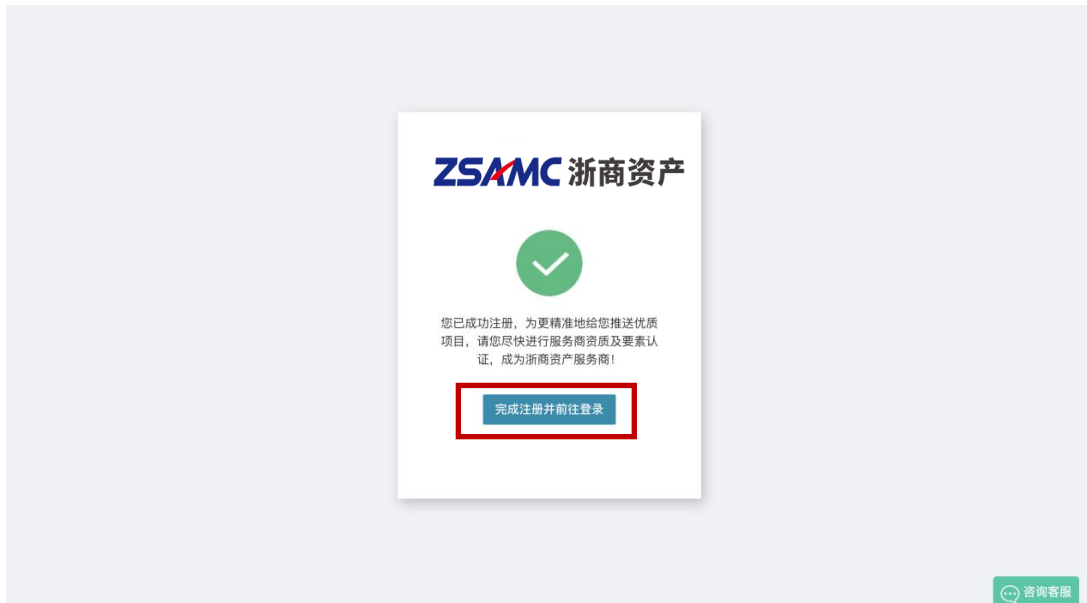 ZSAMC 浙商资产
您已成功注册，为更精准地给您推送优质
项目，请您尽快进行服务商资质及要素认
证，成为浙商资产服务商！
完成注册并前往登录
咨询客服